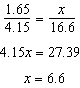 1.65/4.15 = x/16.6
4.15x = 27.39
x = 6.6